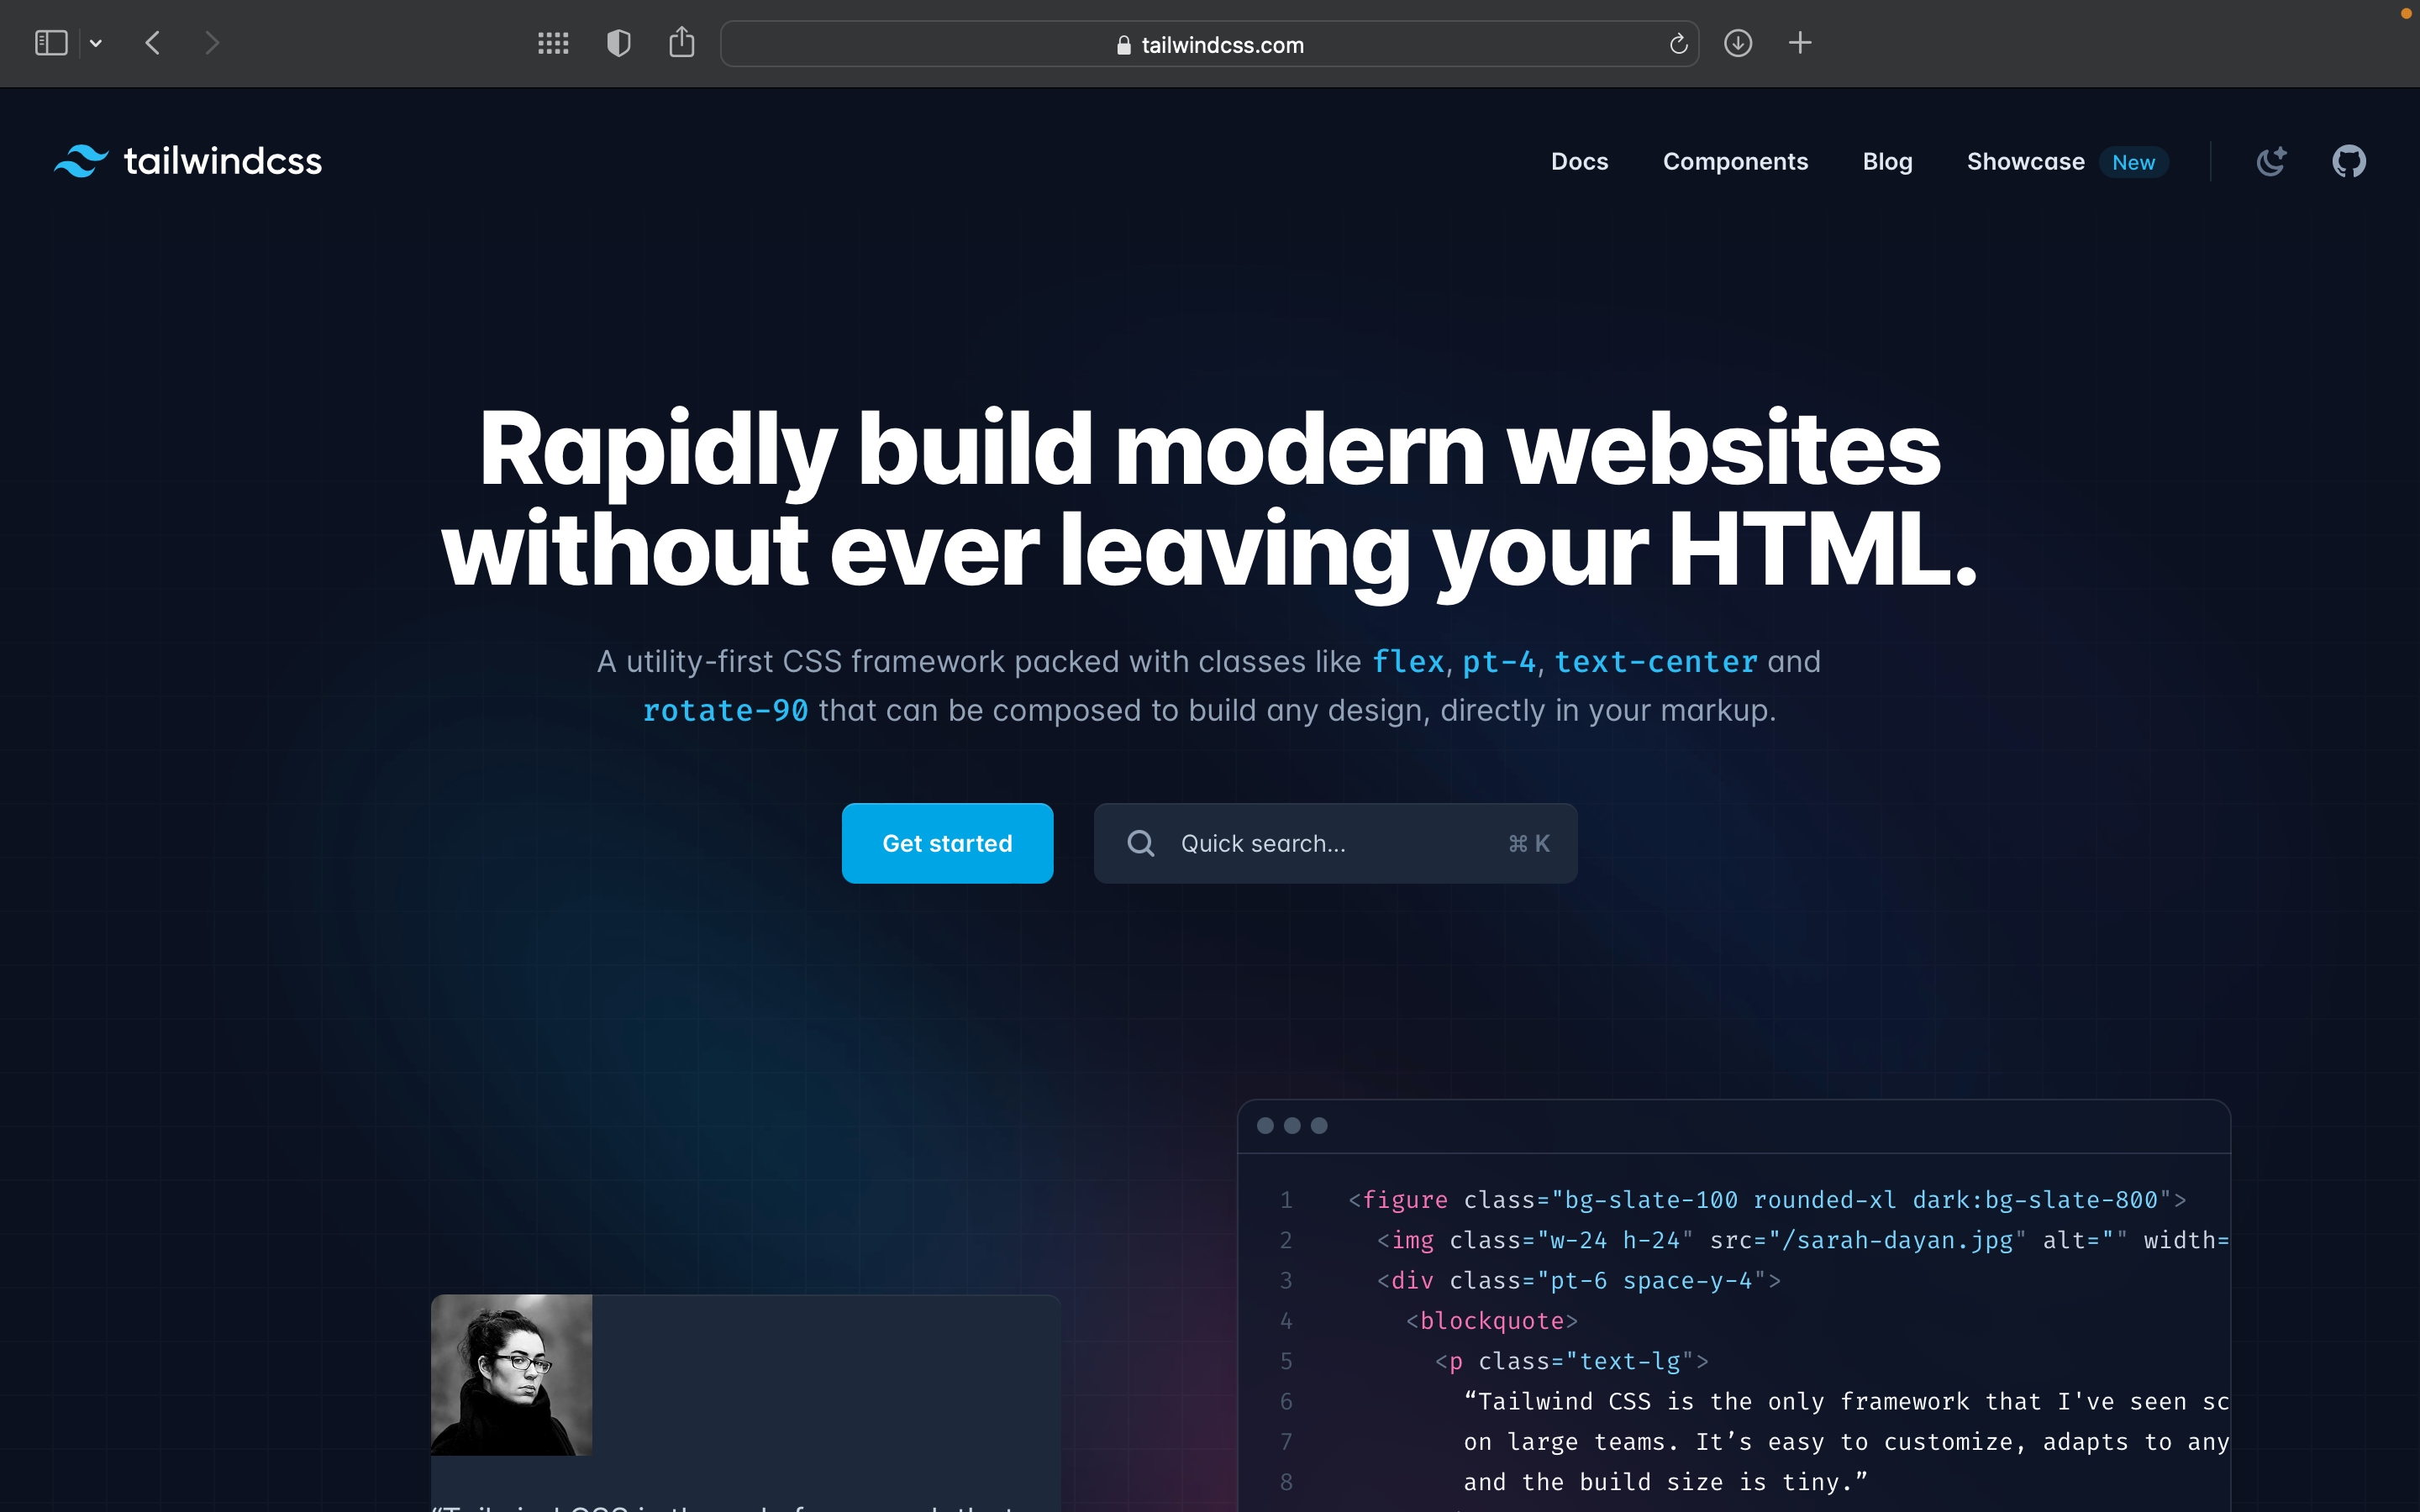 tailwindcss.com
tailwindcss
Docs Components Blog Showcase New
Rapidly build modern websites
without ever leaving your HTML.
A utility-first CSS framework packed with classes like flex, pt-4, text-center and
rotate-90 that can be composed to build any design, directly in your markup.
Get started
Quick search... ⌘K
1 <figure class="bg-slate-100 rounded-xl dark:bg-slate-800">
2 <img class="w-24 h-24" src="/sarah-dayan.jpg" alt="" width=
3 <div class="pt-6 space-y-4">
4 <blockquote>
5 <p class="text-lg">
6 “Tailwind CSS is the only framework that I've seen sc
7 on large teams. It’s easy to customize, adapts to any
8 and the build size is tiny.”